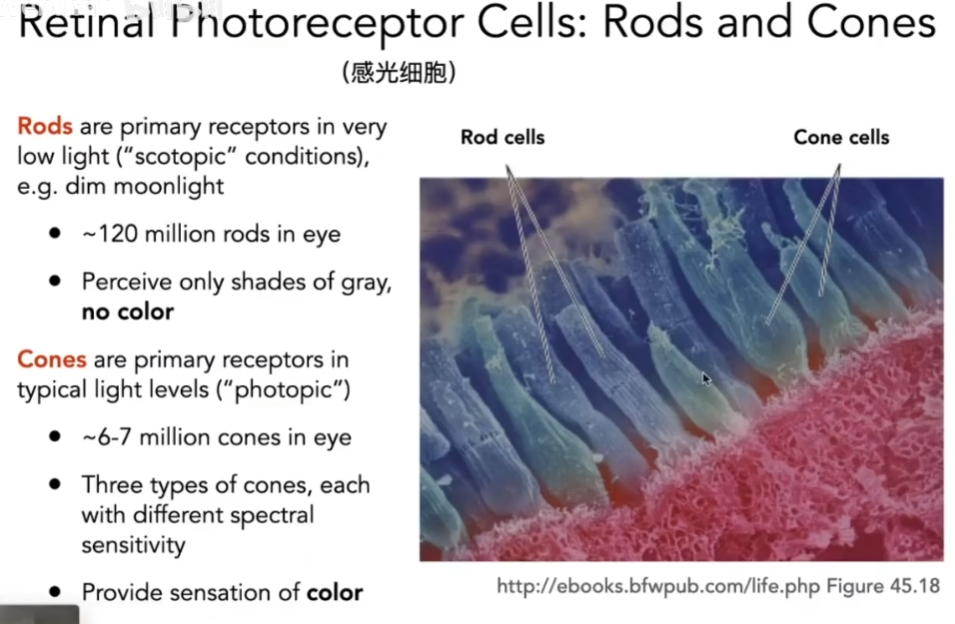 Retinal Photoreceptor Cells: Rods and Cones
(感光细胞)
Rods are primary receptors in very
low light (“scotopic” conditions),
e.g. dim moonlight
● ~120 million rods in eye
● Perceive only shades of gray,
no color
Cones are primary receptors in
typical light levels (“photopic”)
● ~6-7 million cones in eye
● Three types of cones, each
with different spectral
sensitivity
● Provide sensation of color
Rod cells
Cone cells
http://ebooks.bfwpub.com/life.php Figure 45.18